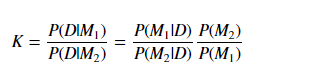 K = P(D|M₁) / P(D|M₂) = P(M₁|D) / P(M₂|D) P(M₂) / P(M₁)